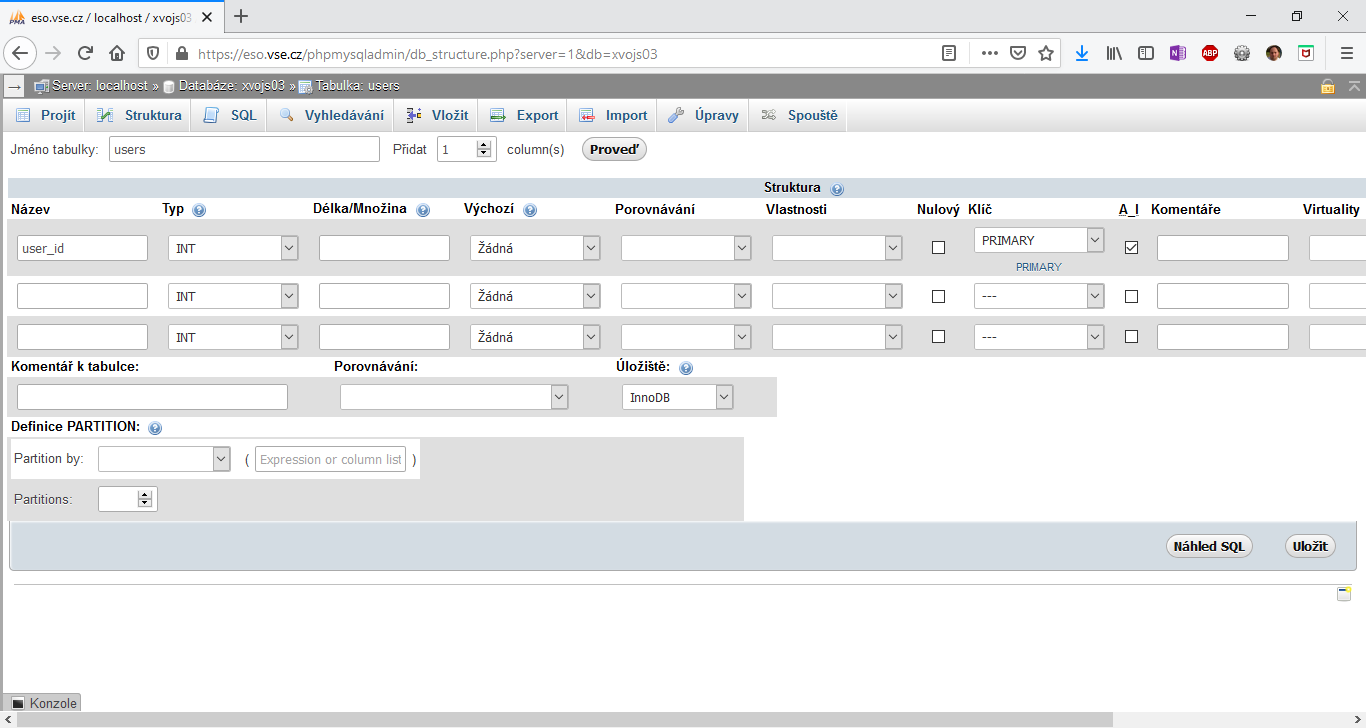 eso.vse.cz / localhost / xvojs03
https://eso.vse.cz/phpmysqladmin/db_structure.php?server=1&db=xvojs03
Server: localhost » Databáze: xvojs03 » Tabulka: users
Projít Struktura SQL Vyhledávání Vložit Export Import Úpravy Spouště
Jméno tabulky: users Přidat 1 column(s) Proveď
Struktura
Název Typ Délka/Množina Výchozí Porovnávání Vlastnosti Nulový Klíč A_I Komentáře Virtuality
user_id INT Žádná PRIMARY
PRIMARY
INT Žádná ---
INT Žádná ---
Komentář k tabulce: Porovnávání: Úložiště:
InnoDB
Definice PARTITION:
Partition by: ( Expression or column list )
Partitions:
Náhled SQL Uložit
Konzole